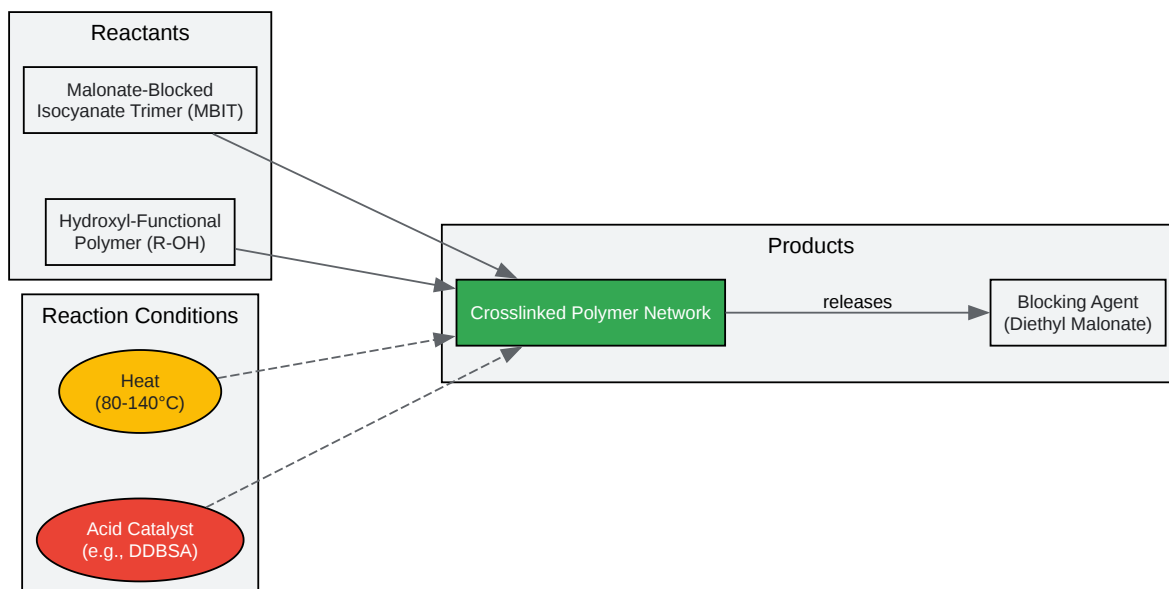 Reactants
Malonate-Blocked
Isocyanate Trimer (MBIT)
Hydroxyl-Functional
Polymer (R-OH)
Reaction Conditions
Heat
(80-140°C)
Acid Catalyst
(e.g., DDBSA)
Products
Crosslinked Polymer Network
releases
Blocking Agent
(Diethyl Malonate)